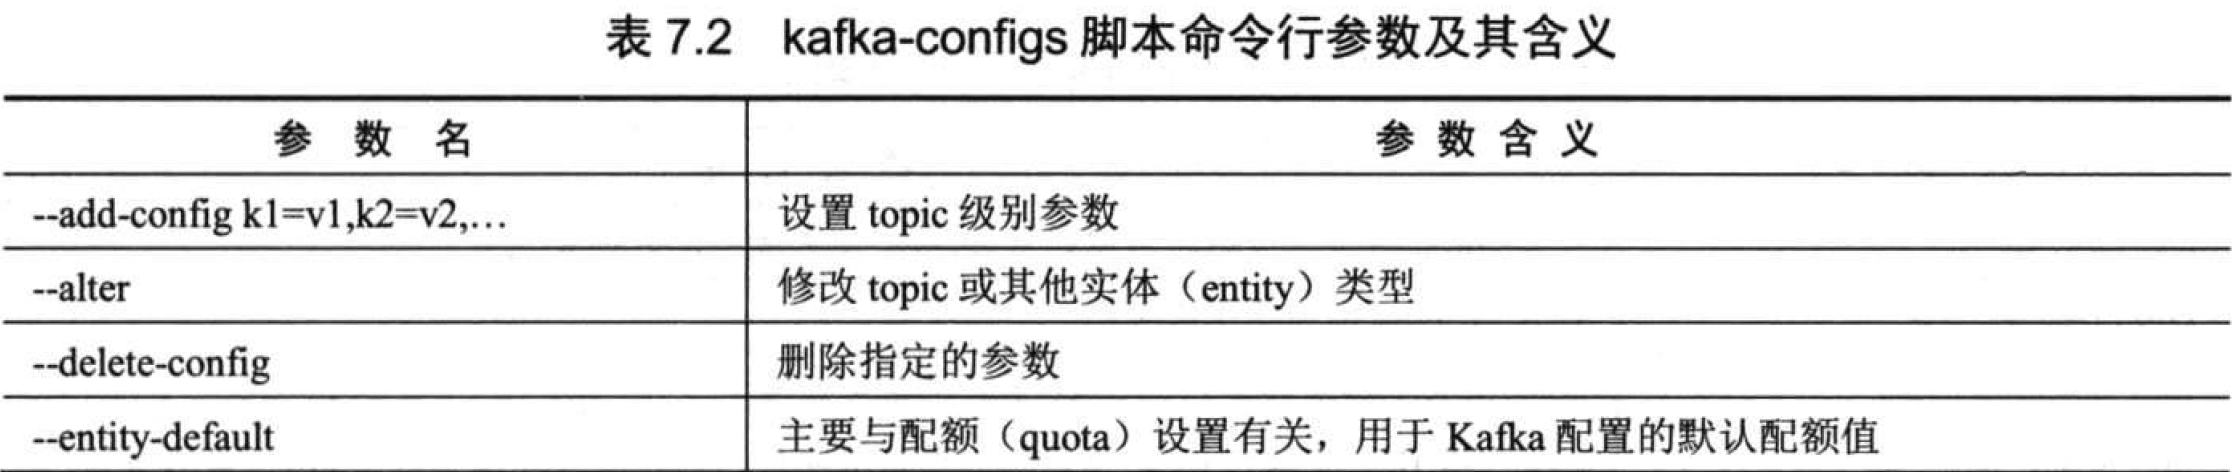 表 7.2 kafka-configs 脚本命令行参数及其含义
参 数 名 参 数 含 义
--add-config k1=v1,k2=v2,… 设置 topic 级别参数
--alter 修改 topic 或其他实体（entity）类型
--delete-config 删除指定的参数
--entity-default 主要与配额（quota）设置有关，用于 Kafka 配置的默认配额值